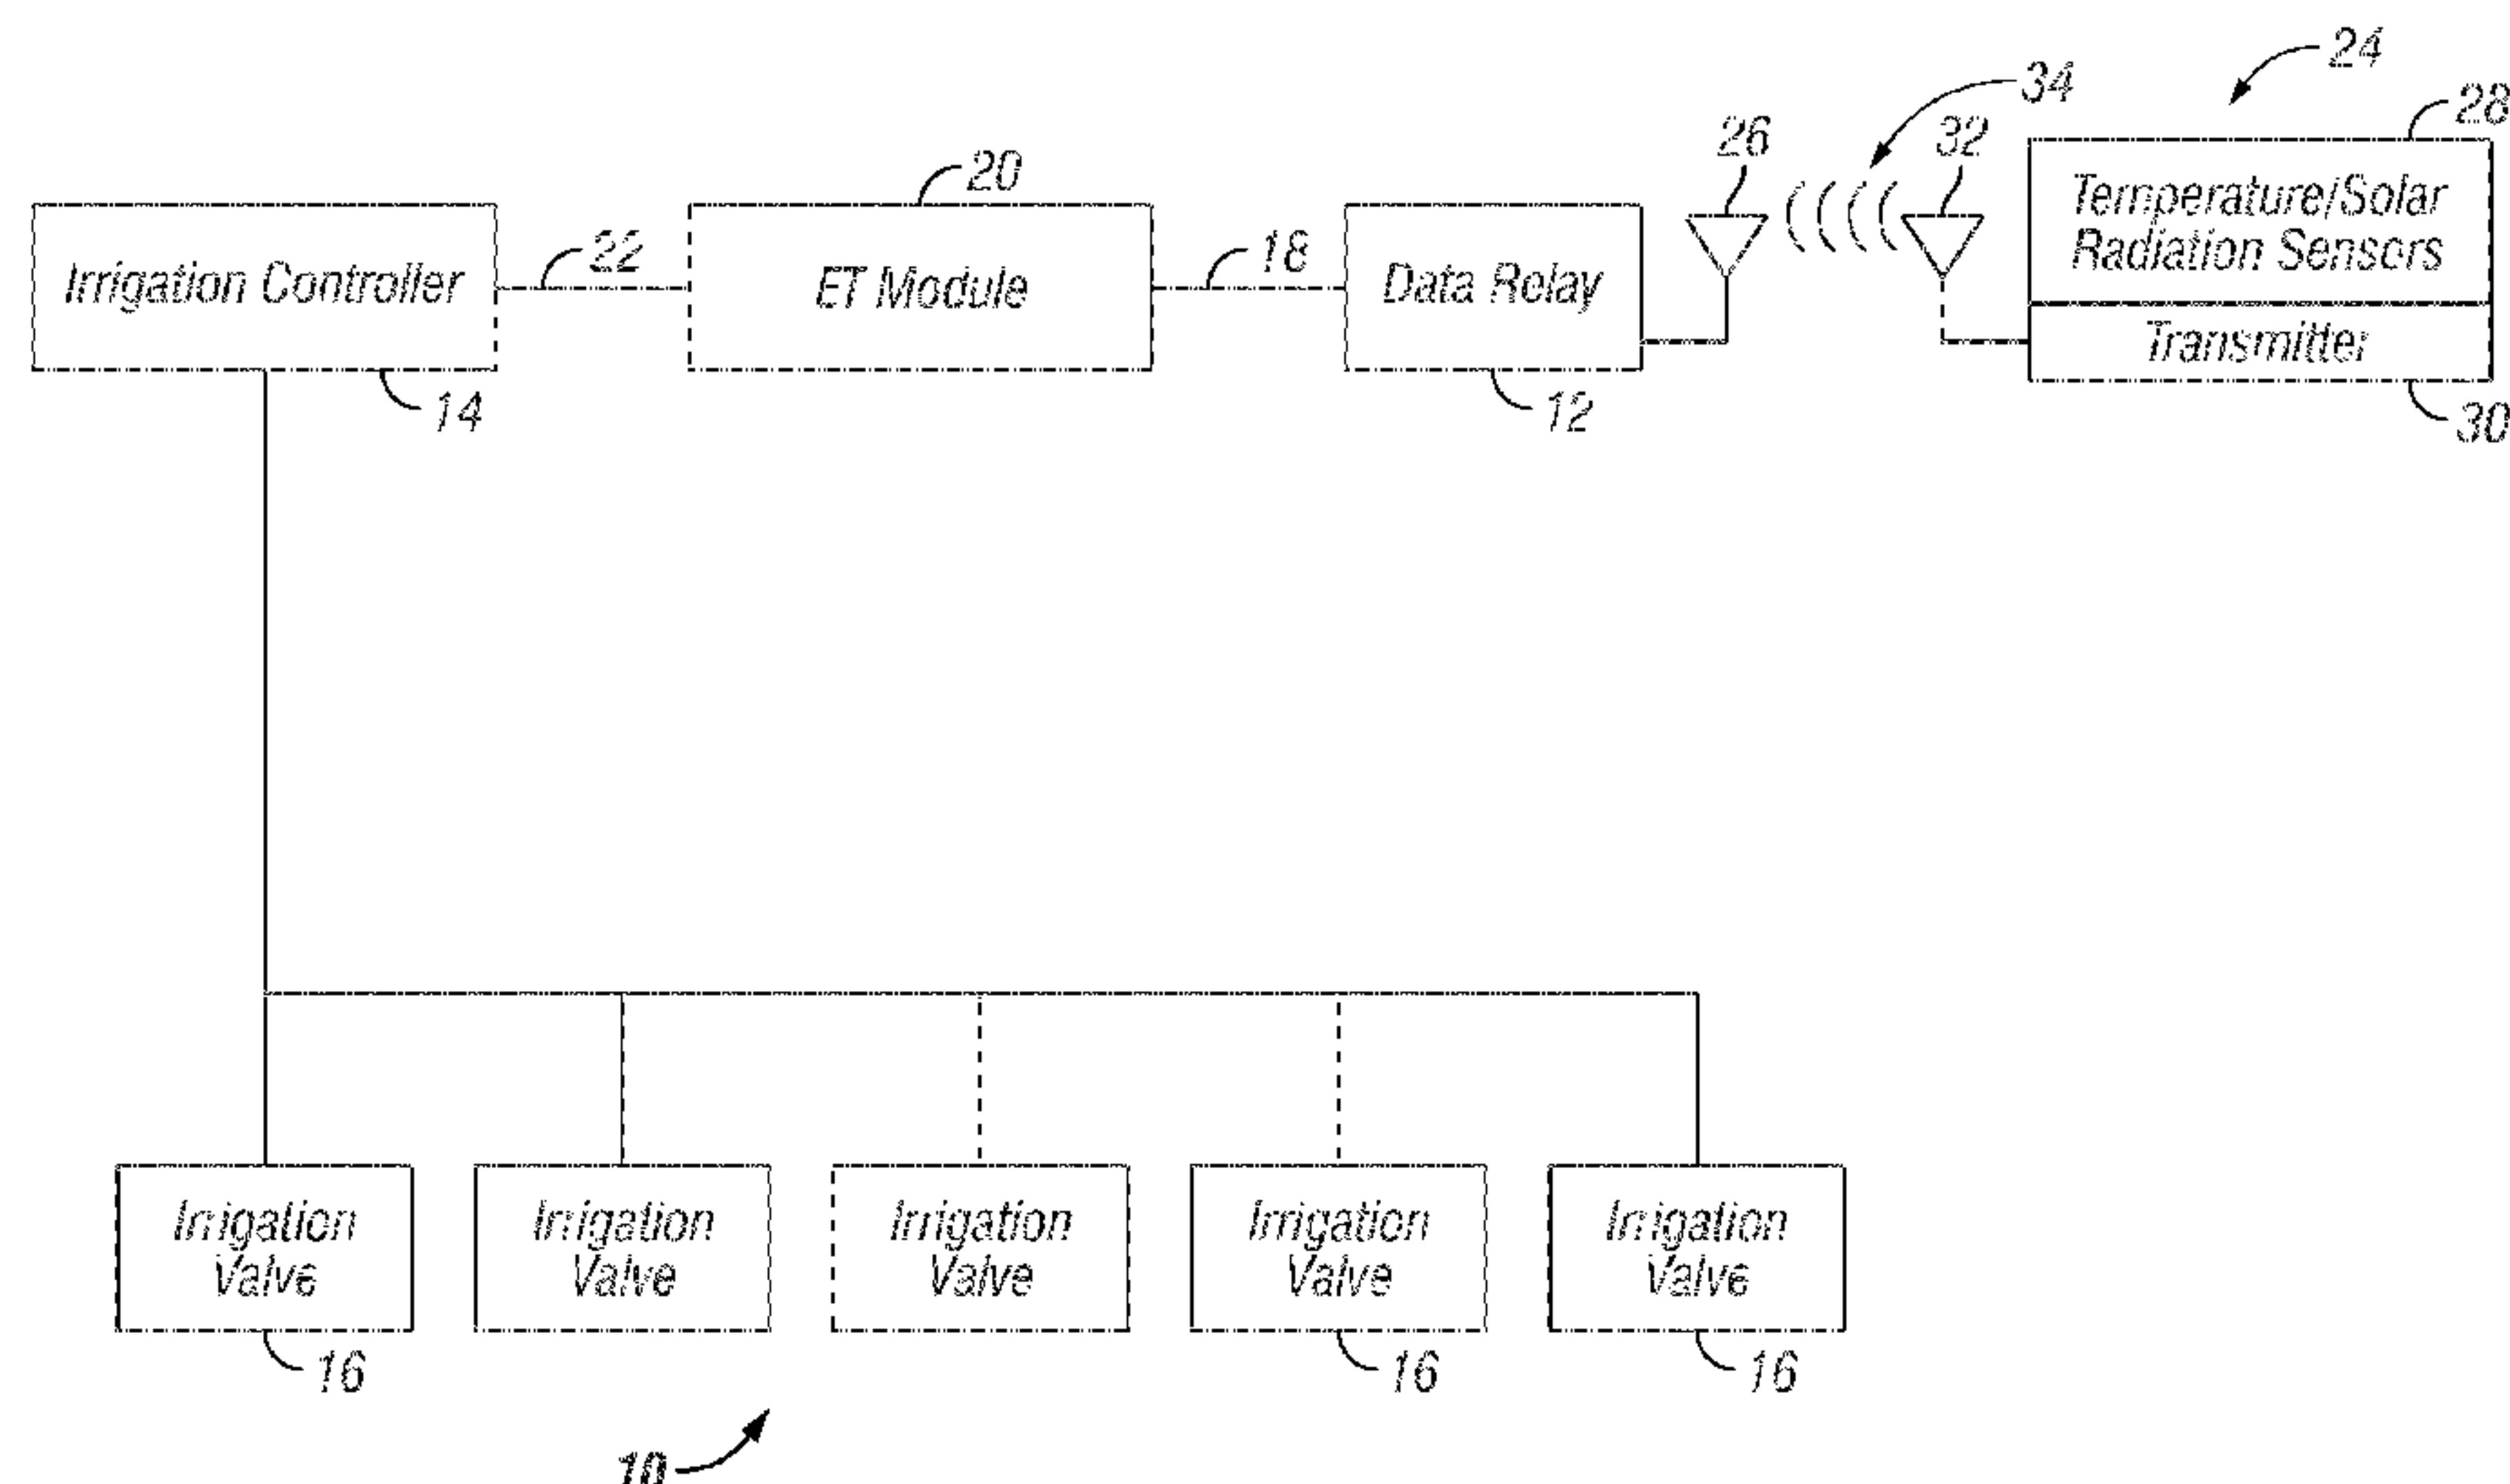 24
34
28
26
32
20
Temperature/Solar
Radiation Sensors
22
18
Irrigation Controller
ET Module
Data Relay
Transmitter
14
12
30
Irrigation
Valve
Irrigation
Valve
Irrigation
Valve
Irrigation
Valve
Irrigation
Valve
16
16
16
10